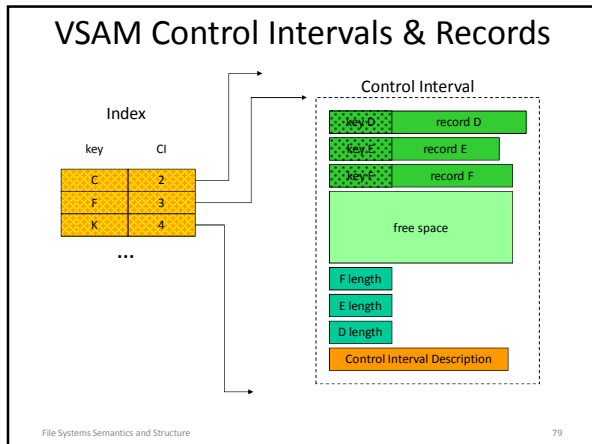 VSAM Control Intervals & Records
Index
key CI
C 2
F 3
K 4
...
Control Interval
key D record D
key E record E
key F record F
free space
F length
E length
D length
Control Interval Description
File Systems Semantics and Structure 79